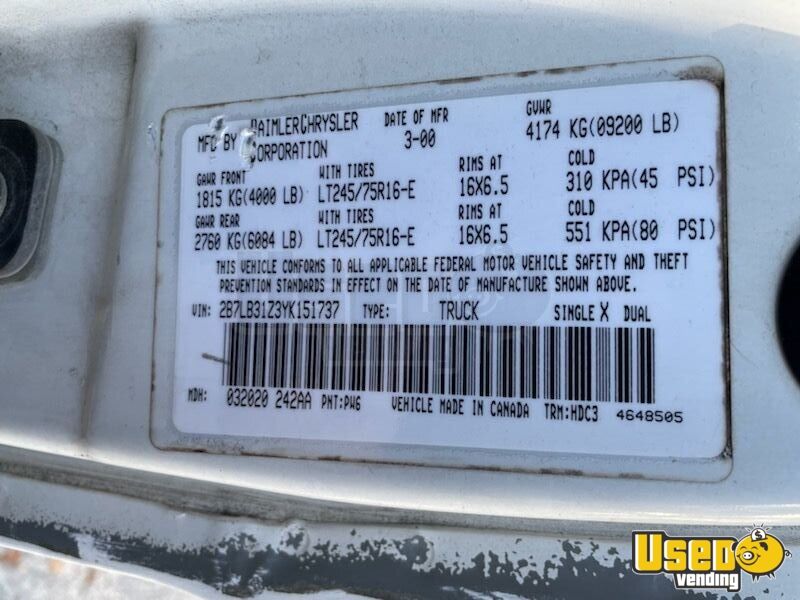 MFD BY DAIMLERCHRYSLER CORPORATION DATE OF MFR 3-00 GVWR 4174 KG(09200 LB)
GAWR FRONT WITH TIRES RIMS AT COLD
1815 KG(4000 LB) LT245/75R16-E 16X6.5 310 KPA(45 PSI)
GAWR REAR WITH TIRES RIMS AT COLD
2760 KG(6084 LB) LT245/75R16-E 16X6.5 551 KPA(80 PSI)
THIS VEHICLE CONFORMS TO ALL APPLICABLE FEDERAL MOTOR VEHICLE SAFETY AND THEFT
PREVENTION STANDARDS IN EFFECT ON THE DATE OF MANUFACTURE SHOWN ABOVE.
VIN: 2B7LB31Z3YK151737 TYPE: TRUCK SINGLE X DUAL
MDH: 032020 242AA PNT:PW6 VEHICLE MADE IN CANADA TRM:HDC3 4648505
Used
vending